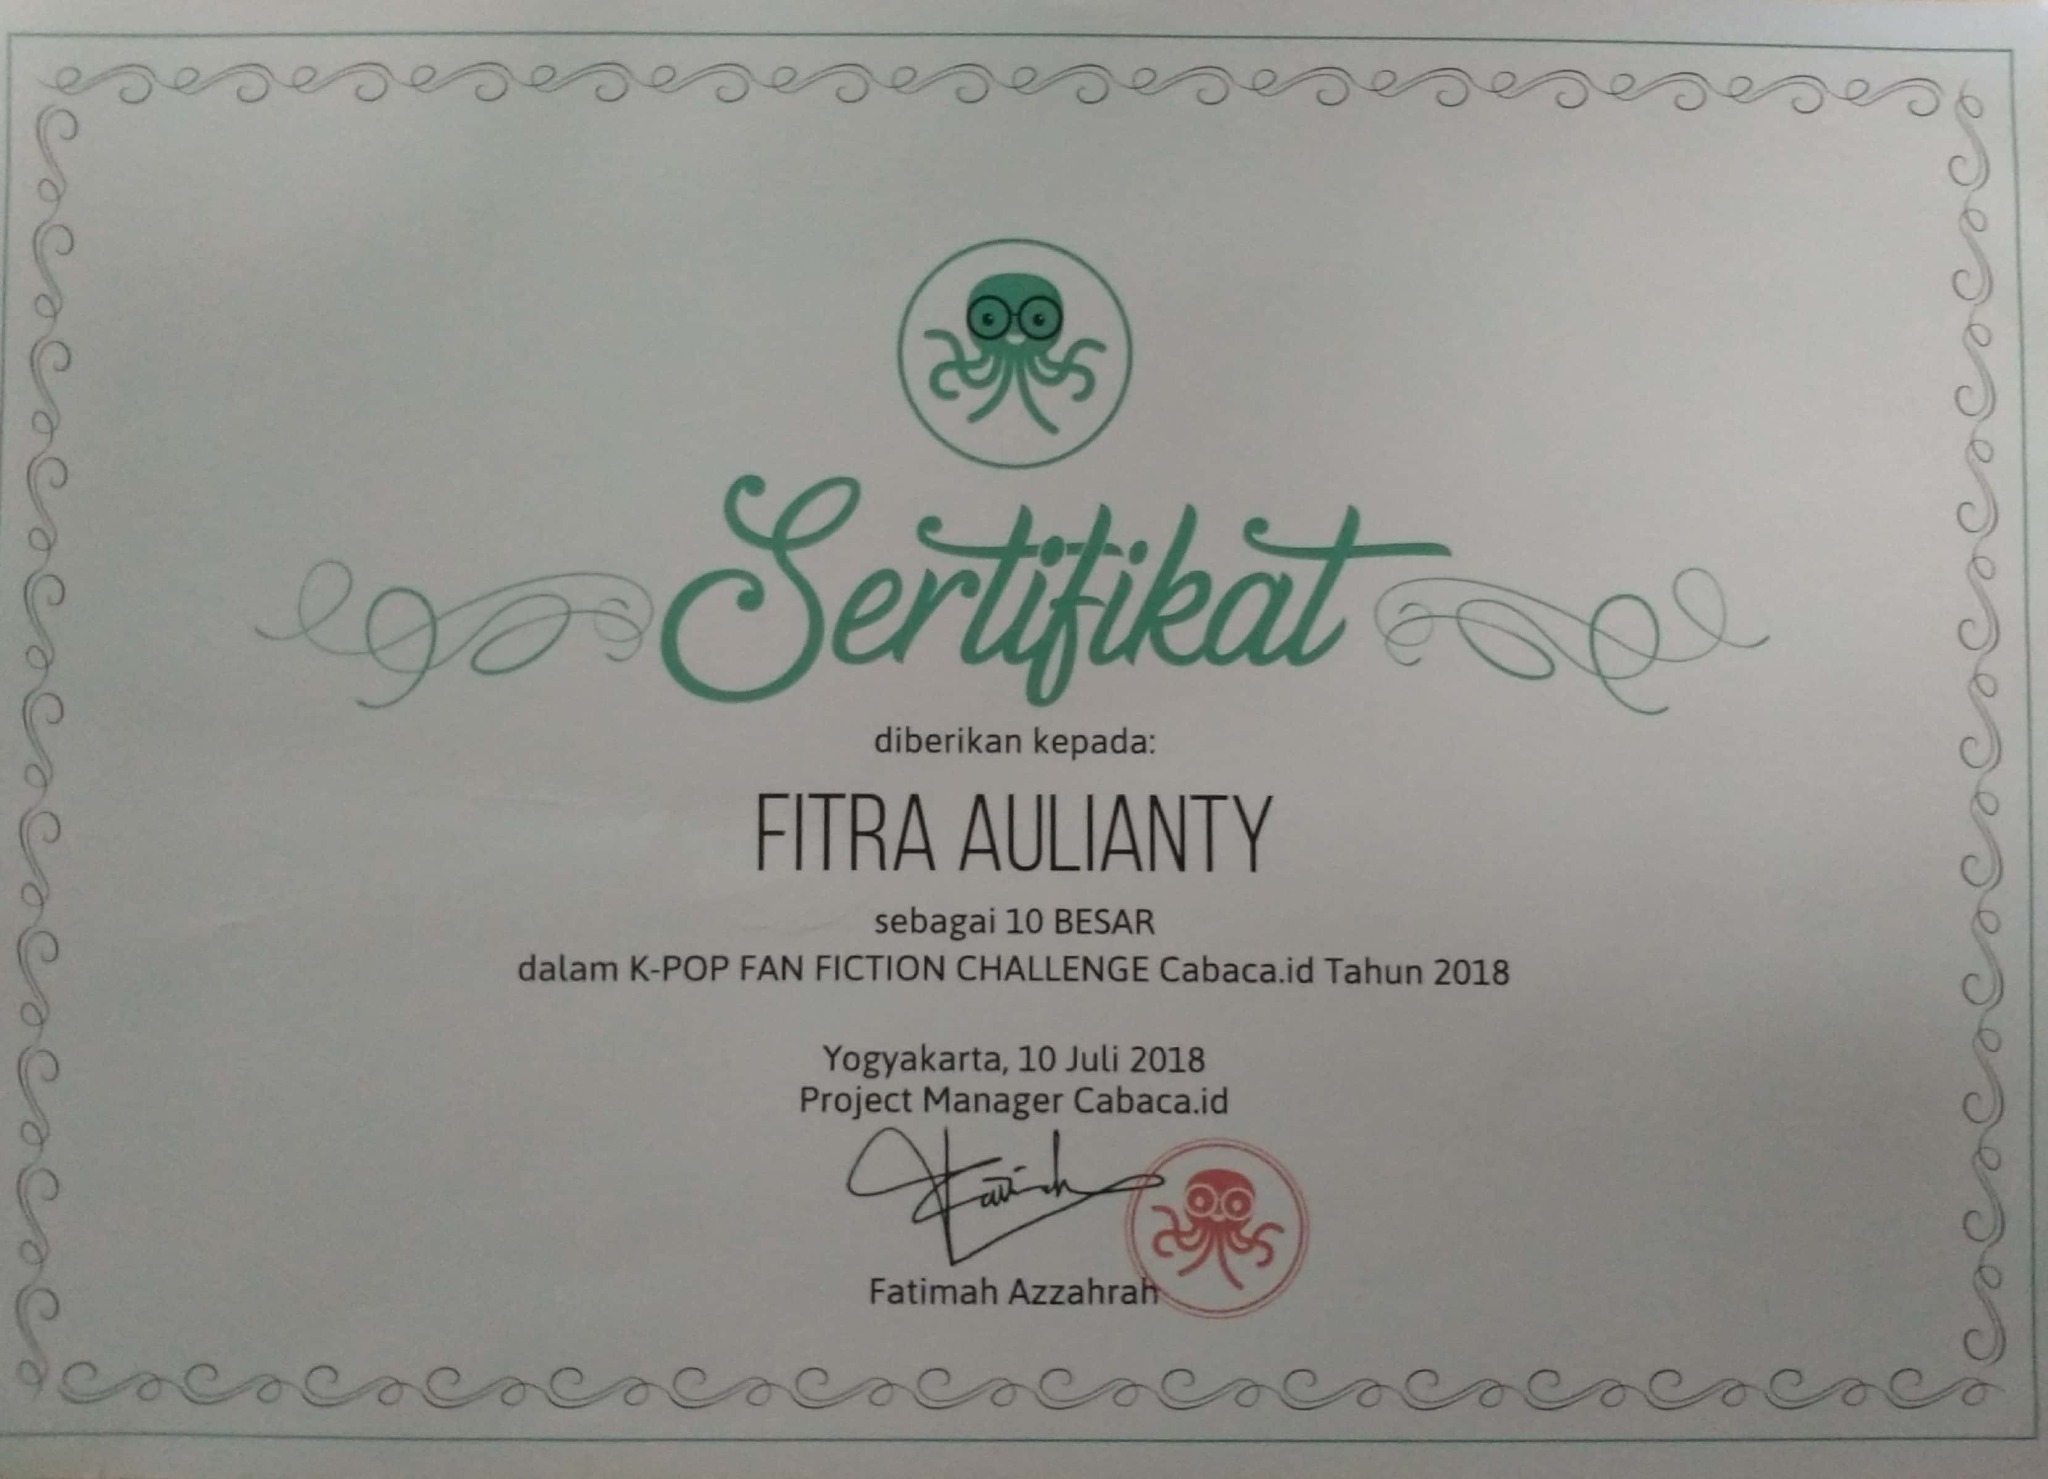 Sertifikat
diberikan kepada:
FITRA AULIANTY
sebagai 10 BESAR
dalam K-POP FAN FICTION CHALLENGE Cabaca.id Tahun 2018
Yogyakarta, 10 Juli 2018
Project Manager Cabaca.id
Fatimah Azzahrah